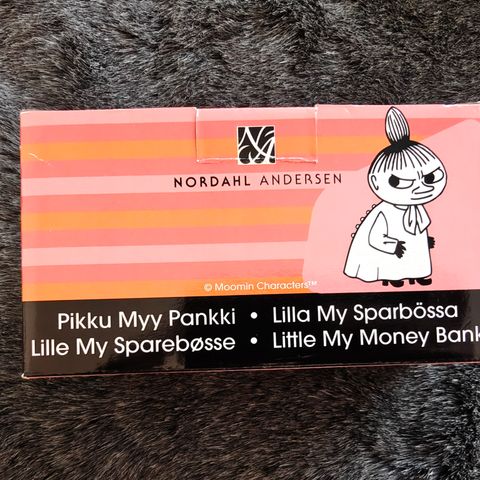 NORDAHL ANDERSEN
© Moomin Characters™
Pikku Myy Pankki • Lilla My Sparbössa
Lille My Sparebøsse • Little My Money Bank